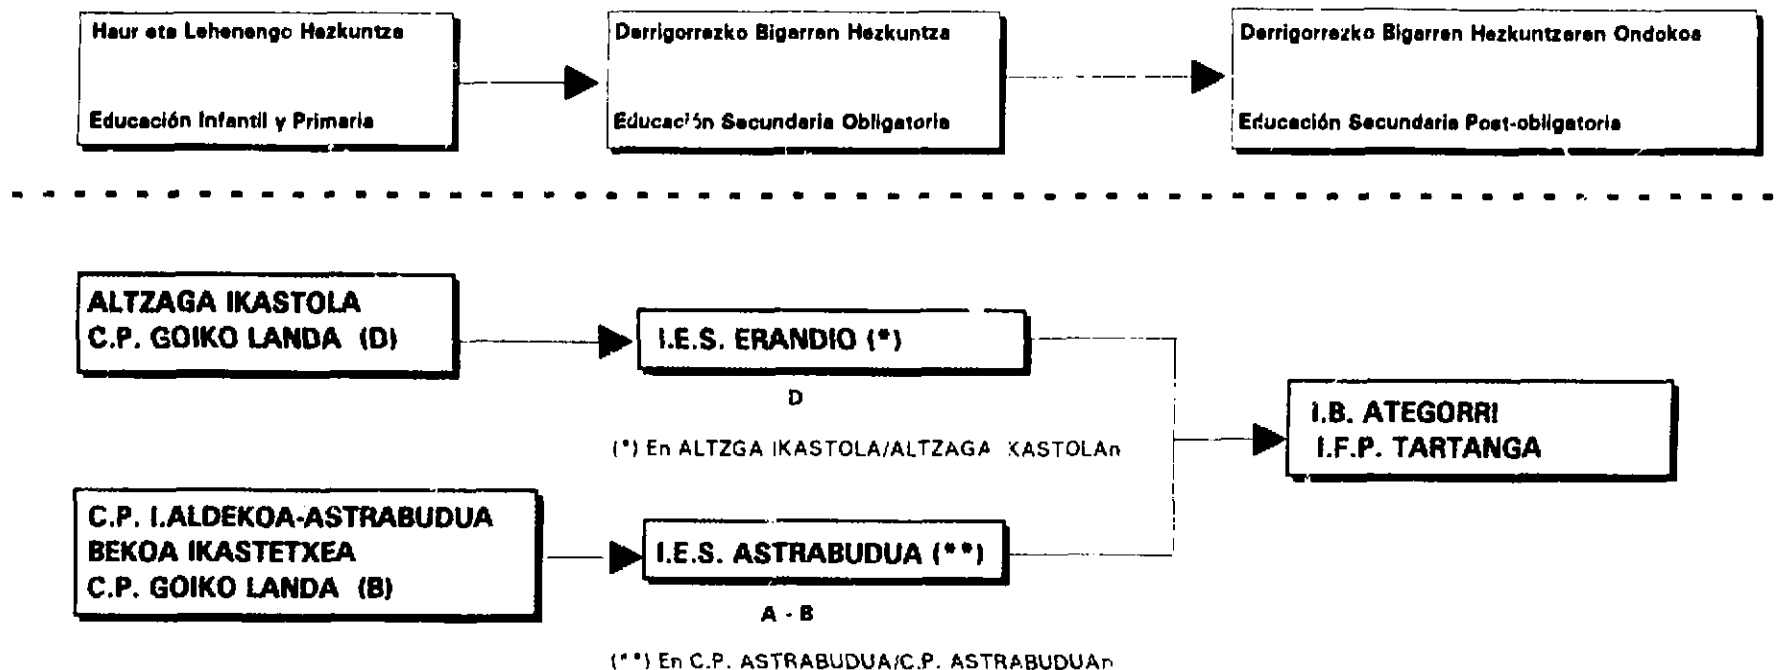 Haur eta Lehenengo Hezkuntza
Educación Infantil y Primaria
Derrigorrezko Bigarren Hezkuntza
Educación Secundaria Obligatoria
Derrigorrezko Bigarren Hezkuntzaren Ondokoa
Educación Secundaria Post-obligatoria
ALTZAGA IKASTOLA
C.P. GOIKO LANDA (D)
I.E.S. ERANDIO (*)
D
(*) En ALTZGA IKASTOLA/ALTZAGA IKASTOLAn
C.P. I.ALDEKOA-ASTRABUDUA
BEKOA IKASTETXEA
C.P. GOIKO LANDA (B)
I.E.S. ASTRABUDUA (**)
A - B
(**) En C.P. ASTRABUDUA/C.P. ASTRABUDUAn
I.B. ATEGORRI
I.F.P. TARTANGA